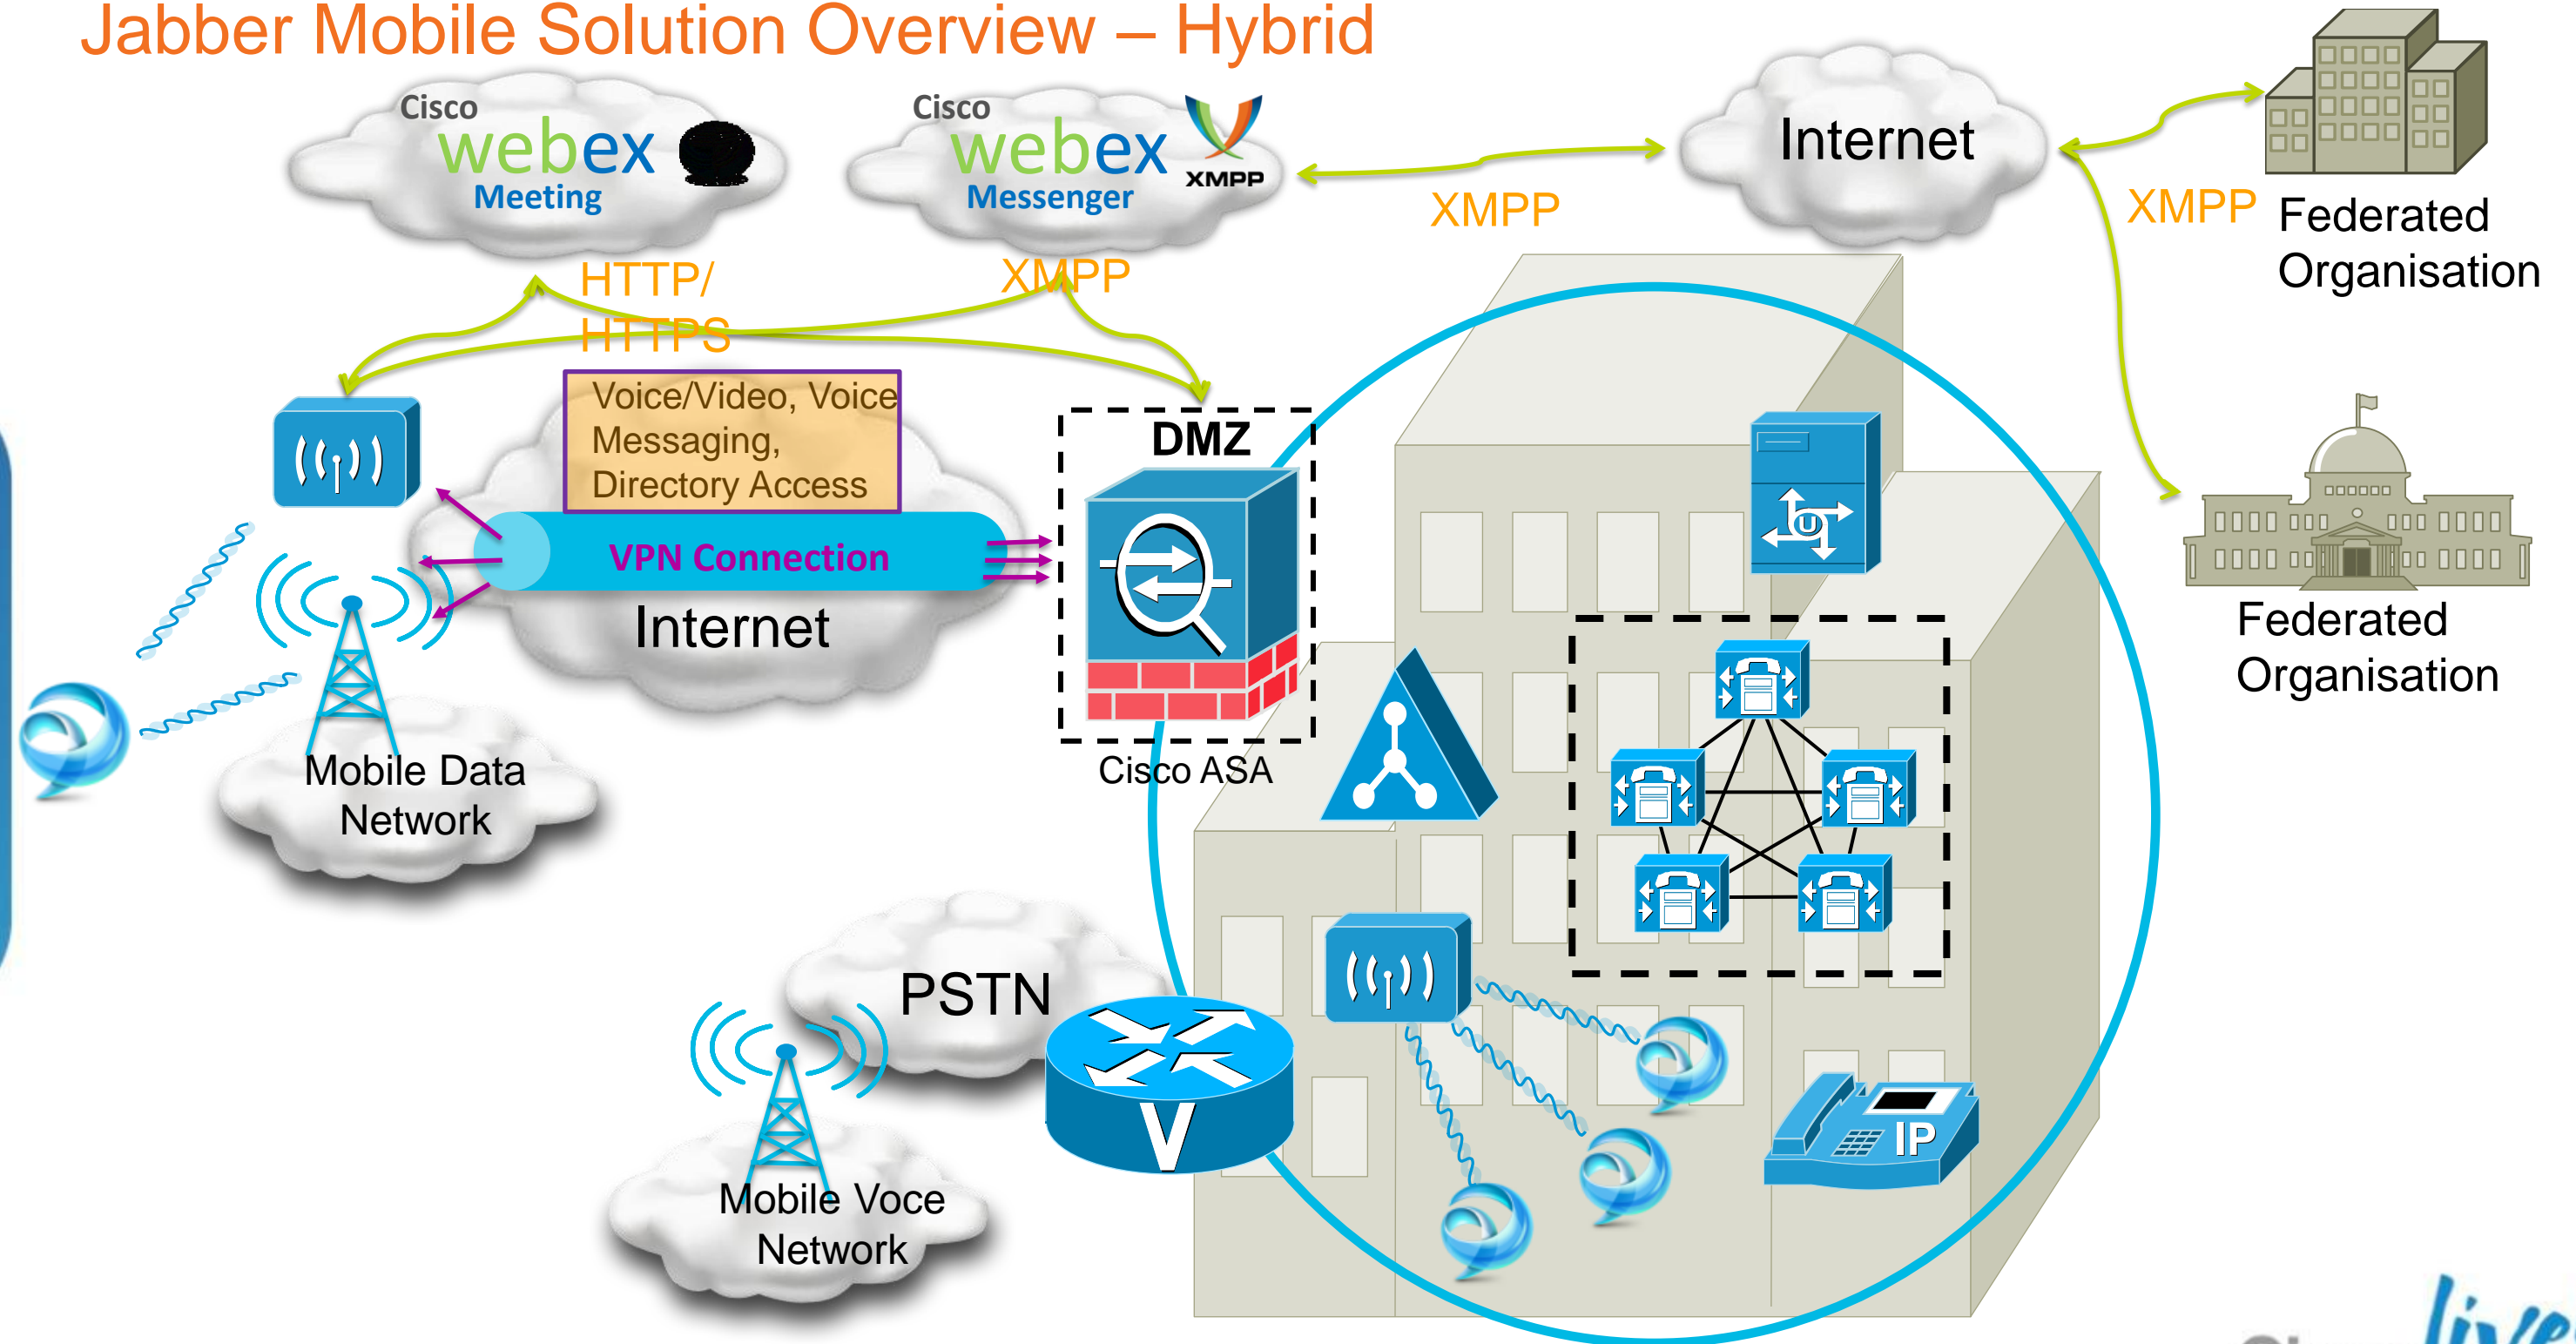 Jabber Mobile Solution Overview – Hybrid
Cisco
webex
Meeting
Cisco
webex
Messenger
XMPP
Internet
XMPP
XMPP
Federated
Organisation
HTTP/
HTTPS
XMPP
Voice/Video, Voice
Messaging,
Directory Access
VPN Connection
Internet
DMZ
Cisco ASA
U
Federated
Organisation
Mobile Data
Network
PSTN
V
IP
Mobile Voce
Network
live